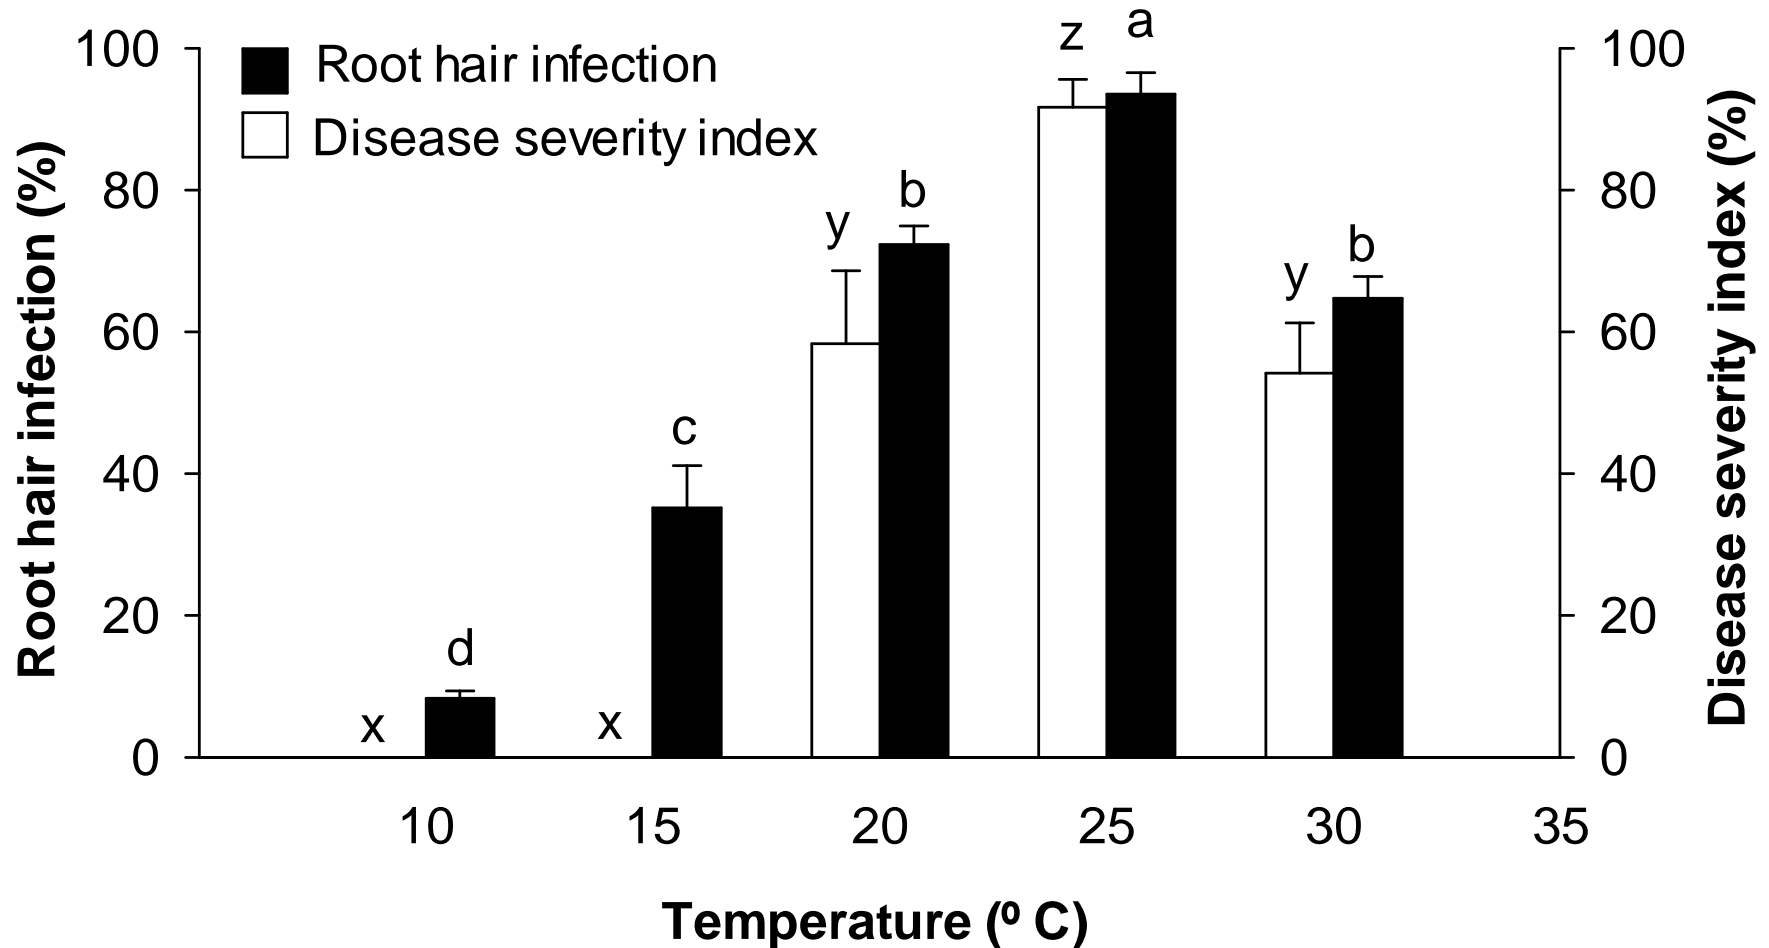 Root hair infection (%)
100
80
60
40
20
0
Root hair infection
Disease severity index
x
d
x
c
y
b
z
a
y
b
100
80
60
40
20
0
Disease severity index (%)
10
15
20
25
30
35
Temperature (º C)